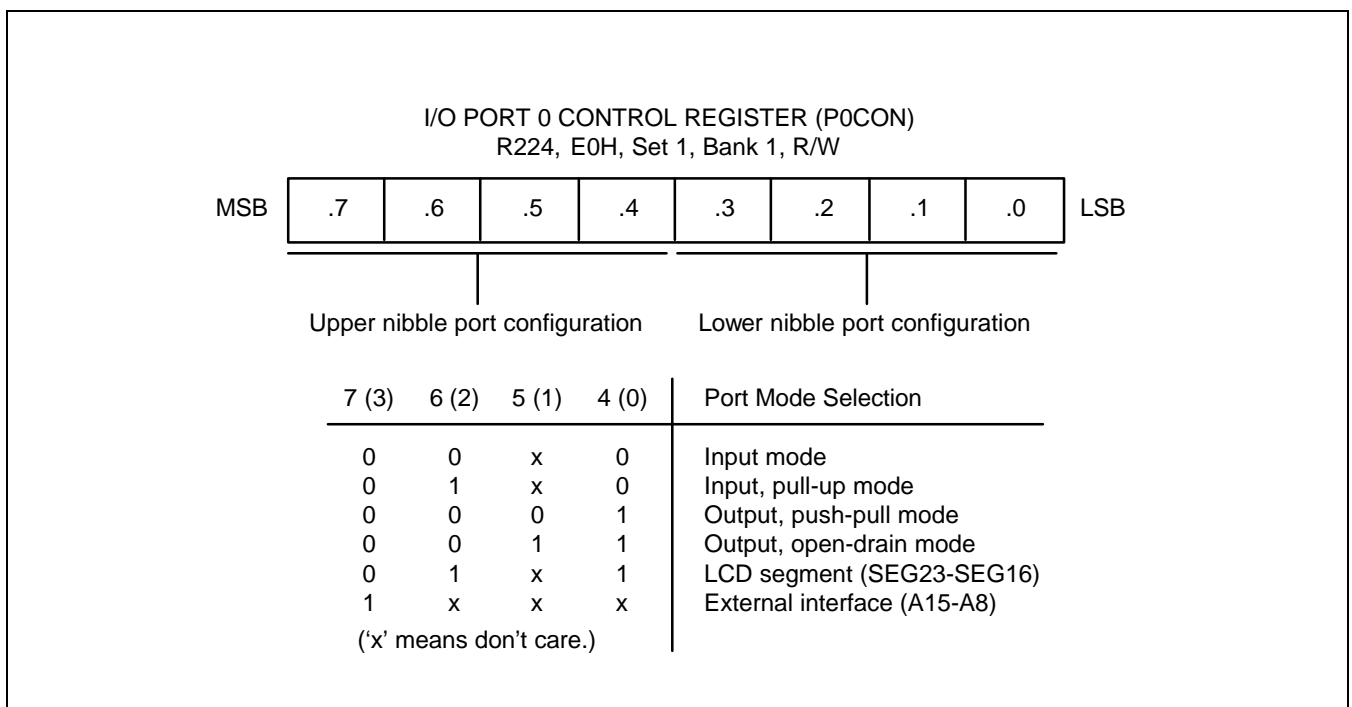 I/O PORT 0 CONTROL REGISTER (P0CON)
R224, E0H, Set 1, Bank 1, R/W
MSB .7 .6 .5 .4 .3 .2 .1 .0 LSB
Upper nibble port configuration Lower nibble port configuration
7 (3) 6 (2) 5 (1) 4 (0) Port Mode Selection
0 0 x 0 Input mode
0 1 x 0 Input, pull-up mode
0 0 0 1 Output, push-pull mode
0 0 1 1 Output, open-drain mode
0 1 x 1 LCD segment (SEG23-SEG16)
1 x x x External interface (A15-A8)
(‘x’ means don’t care.)